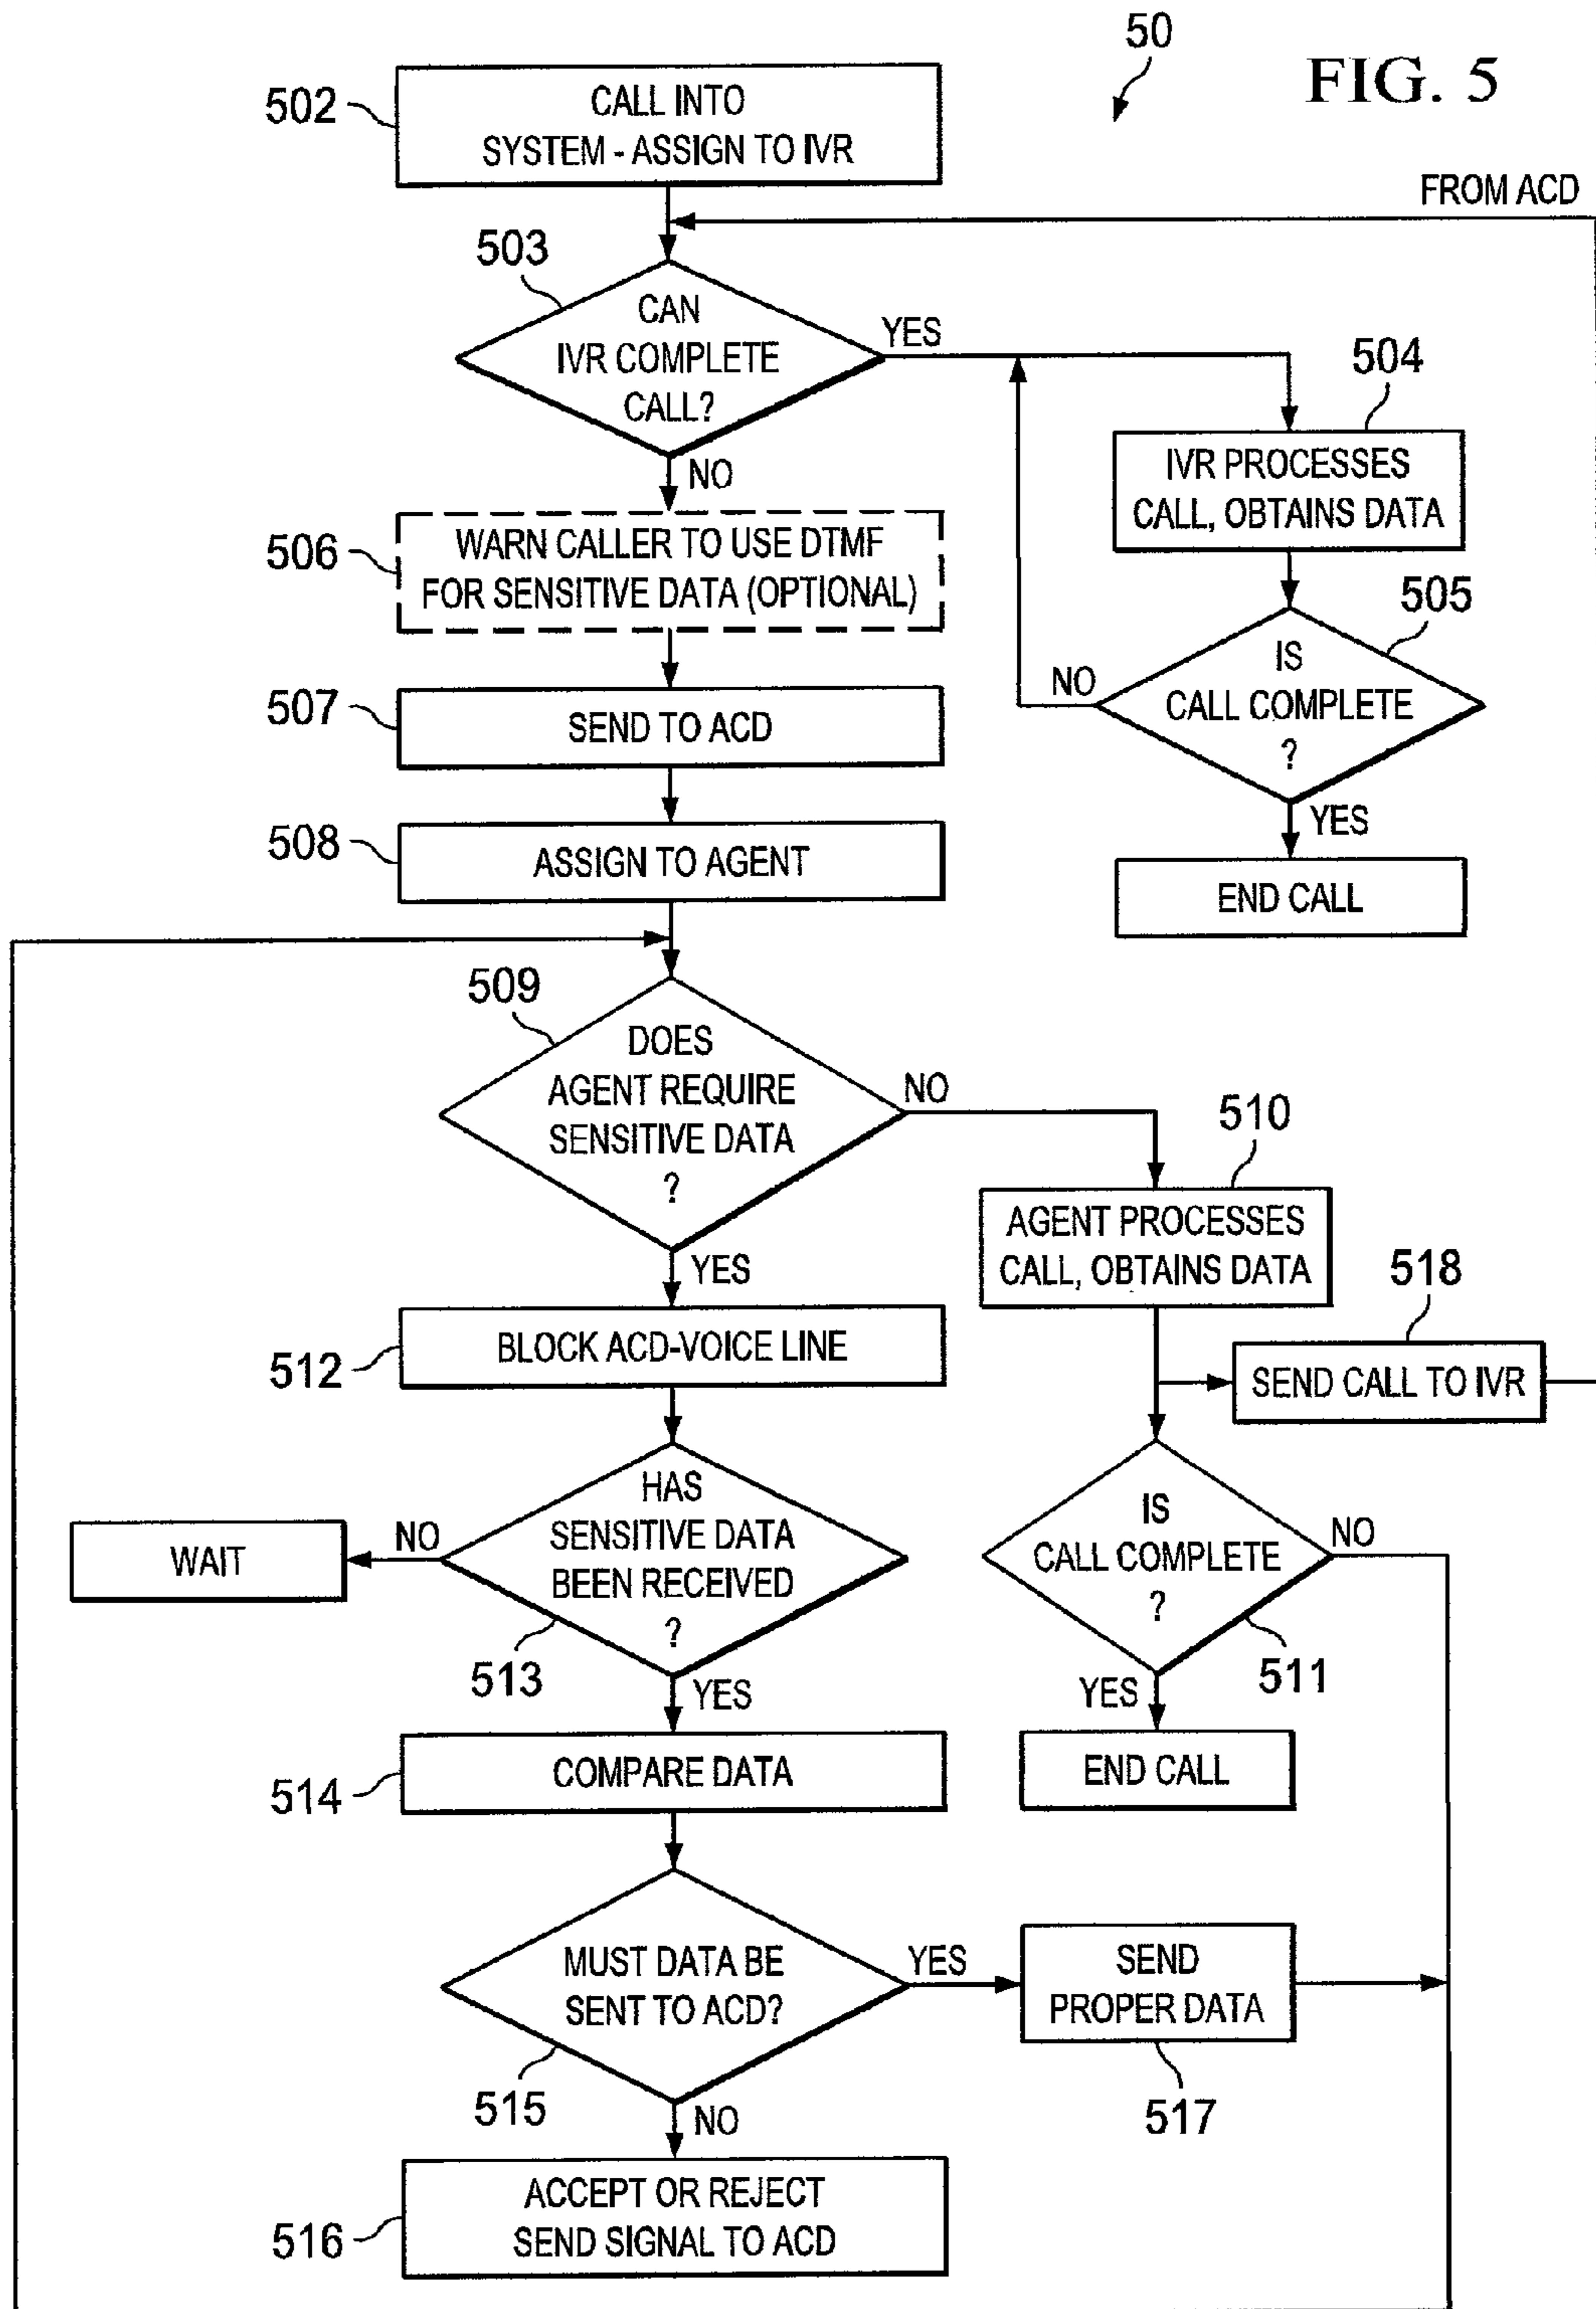 50
FIG. 5
502
CALL INTO
SYSTEM - ASSIGN TO IVR
FROM ACD
503
CAN
IVR COMPLETE
CALL?
YES
NO
504
IVR PROCESSES
CALL, OBTAINS DATA
505
IS
CALL COMPLETE
?
NO
YES
END CALL
506
WARN CALLER TO USE DTMF
FOR SENSITIVE DATA (OPTIONAL)
507
SEND TO ACD
508
ASSIGN TO AGENT
509
DOES
AGENT REQUIRE
SENSITIVE DATA
?
NO
YES
510
AGENT PROCESSES
CALL, OBTAINS DATA
518
SEND CALL TO IVR
512
BLOCK ACD-VOICE LINE
IS
CALL COMPLETE
?
NO
511
YES
END CALL
HAS
SENSITIVE DATA
BEEN RECEIVED
?
NO
WAIT
513
YES
514
COMPARE DATA
MUST DATA BE
SENT TO ACD?
YES
SEND
PROPER DATA
517
515
NO
516
ACCEPT OR REJECT
SEND SIGNAL TO ACD